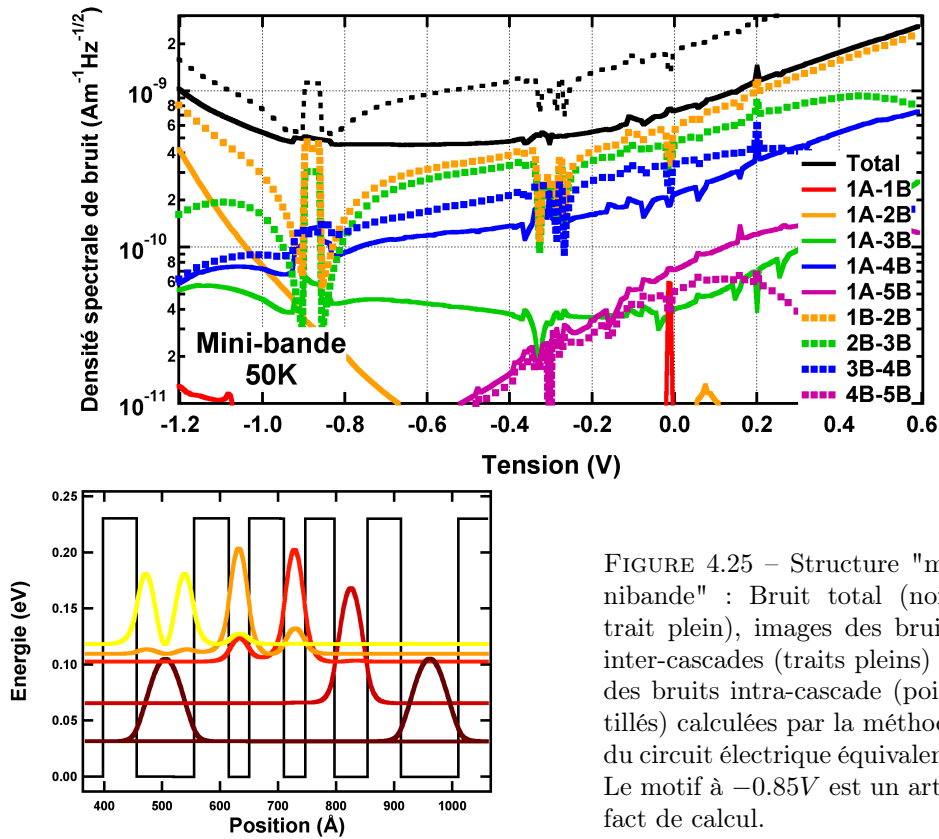 Densité spectrale de bruit (Am⁻¹Hz⁻¹/²)
2
10⁻⁹
8
6
4
2
10⁻¹⁰
8
6
4
2
10⁻¹¹
-1.2 -1.0 -0.8 -0.6 -0.4 -0.2 0.0 0.2 0.4 0.6
Tension (V)
Mini-bande
50K
Total
1A-1B
1A-2B
1A-3B
1A-4B
1A-5B
1B-2B
2B-3B
3B-4B
4B-5B
Energie (eV)
0.25
0.20
0.15
0.10
0.05
0.00
400 500 600 700 800 900 1000
Position (Å)
FIGURE 4.25 – Structure "m
nibande" : Bruit total (noi
trait plein), images des brui
inter-cascades (traits pleins)
des bruits intra-cascade (poi
tillés) calculées par la métho
du circuit électrique équivalen
Le motif à −0.85V est un art
fact de calcul.